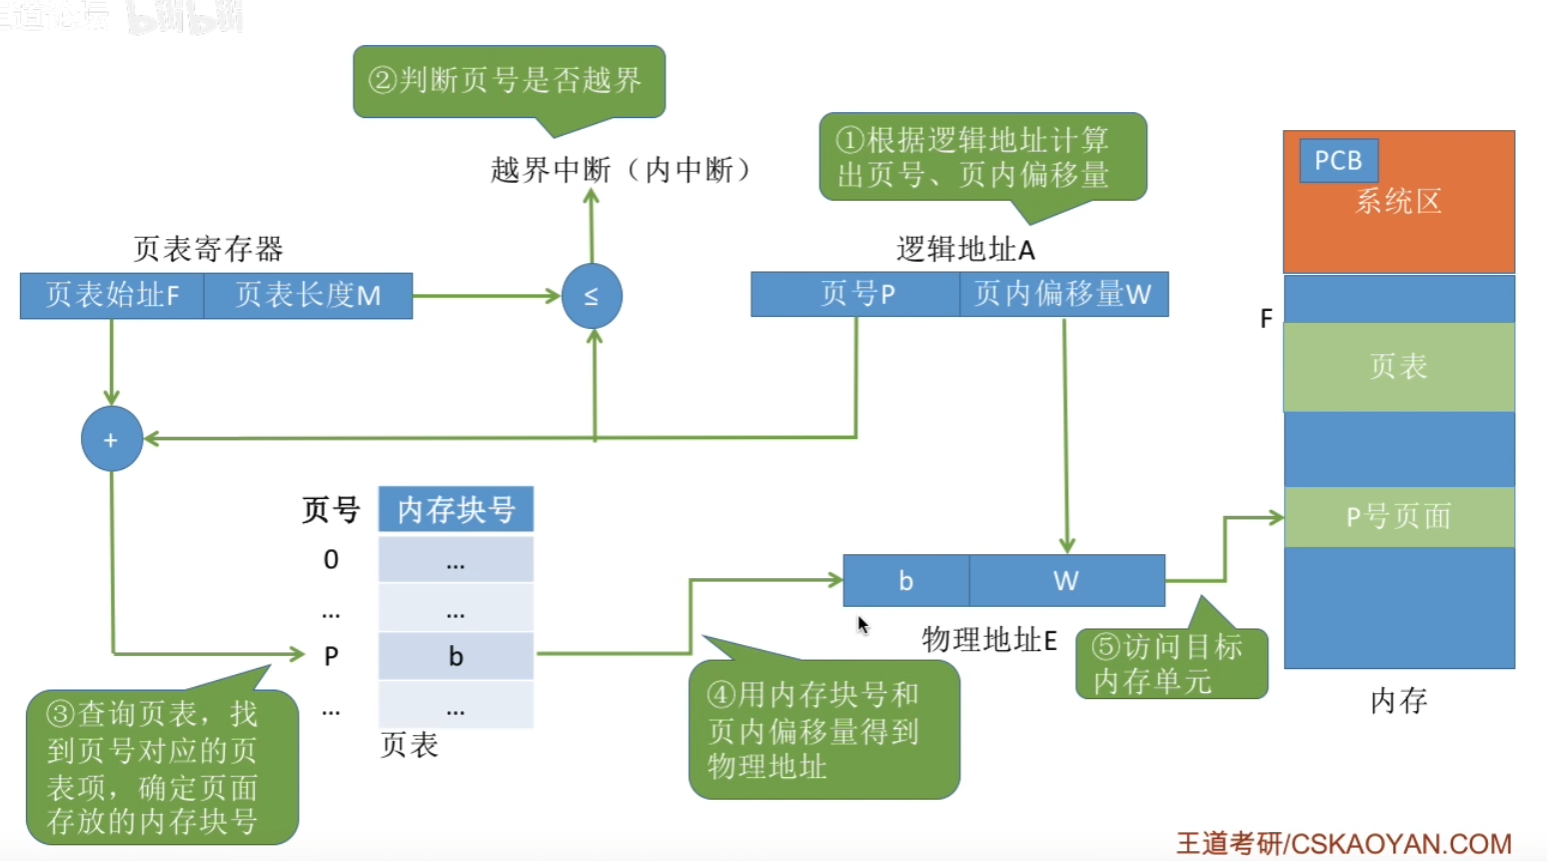 王道论坛 bilibili
②判断页号是否越界
越界中断（内中断）
①根据逻辑地址计算
出页号、页内偏移量
PCB
系统区
页表寄存器
逻辑地址A
页表始址F
页表长度M
≤
页号P
页内偏移量W
F
页表
+
P号页面
页号
内存块号
0
...
...
...
P
b
...
...
页表
b
W
物理地址E
③查询页表，找
到页号对应的页
表项，确定页面
存放的内存块号
④用内存块号和
页内偏移量得到
物理地址
⑤访问目标
内存单元
内存
王道考研/CSKAOYAN.COM